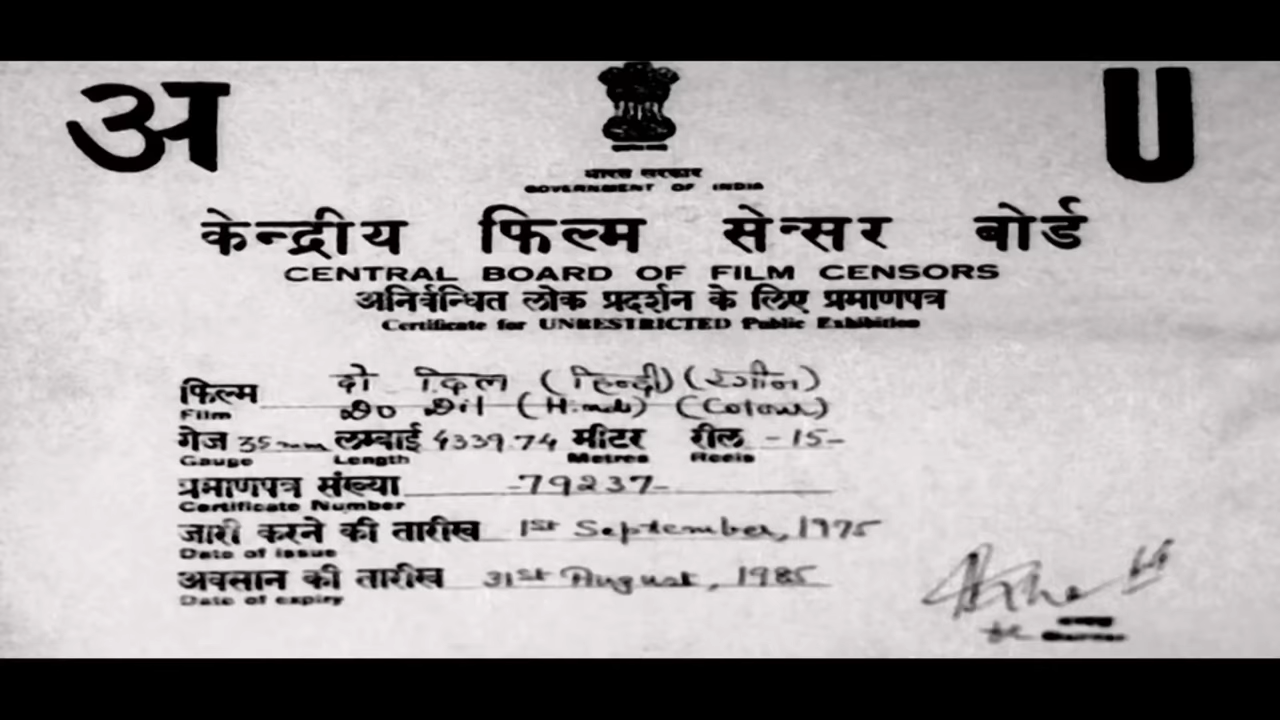 अ U
भारत सरकार
GOVERNMENT OF INDIA
केन्द्रीय फिल्म सेन्सर बोर्ड
CENTRAL BOARD OF FILM CENSORS
अनिर्बन्धित लोक प्रदर्शन के लिए प्रमाणपत्र
Certificate for UNRESTRICTED Public Exhibition
दो दिल (हिन्दी) (रंगीन)
फिल्म Do Dil (Hindi) (Colour)
Film
गेज 35mm लम्बाई 4339.74 मीटर रील -15-
Gauge Length Metres Reels
प्रमाणपत्र संख्या -79237-
Certificate Number
जारी करने की तारीख 1st September, 1975
Date of issue
अवसान की तारीख 31st August, 1985
Date of expiry